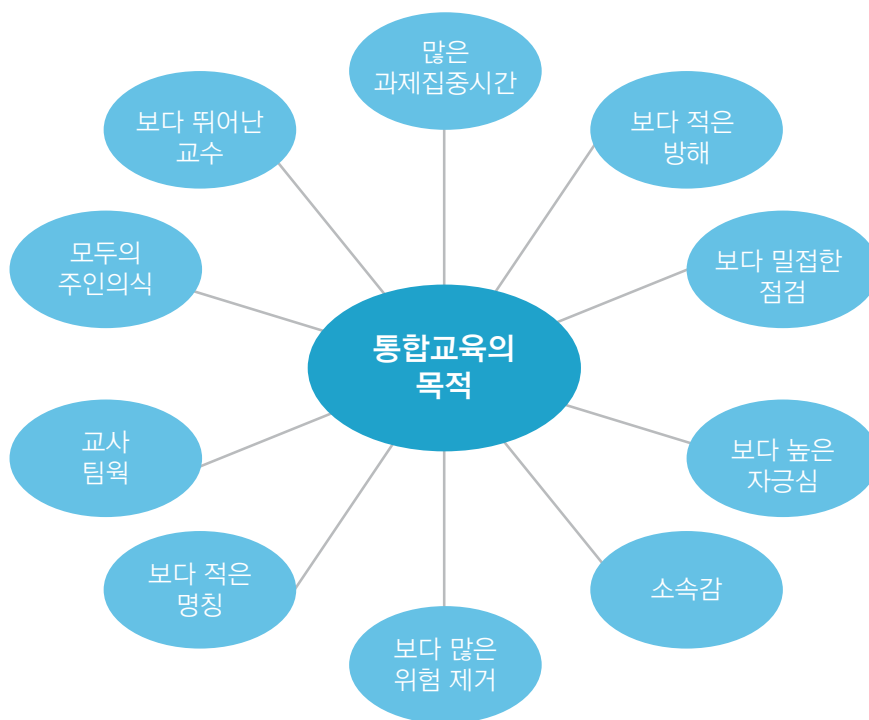 많은
과제집중시간
보다 뛰어난
교수
보다 적은
방해
모두의
주인의식
보다 밀접한
점검
통합교육의
목적
교사
팀웍
보다 높은
자긍심
보다 적은
명칭
소속감
보다 많은
위험 제거